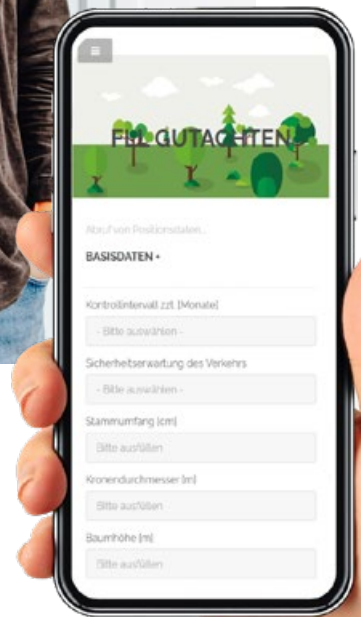 FLL GUTACHTEN
Abruf von Positionsdaten...
BASISDATEN •
Kontrollintervall zzt. [Monate]
- Bitte auswählen -
Sicherheitserwartung des Verkehrs
- Bitte auswählen -
Stammumfang [cm]
Bitte ausfüllen
Kronendurchmesser [m]
Bitte ausfüllen
Baumhöhe [m]
Bitte ausfüllen